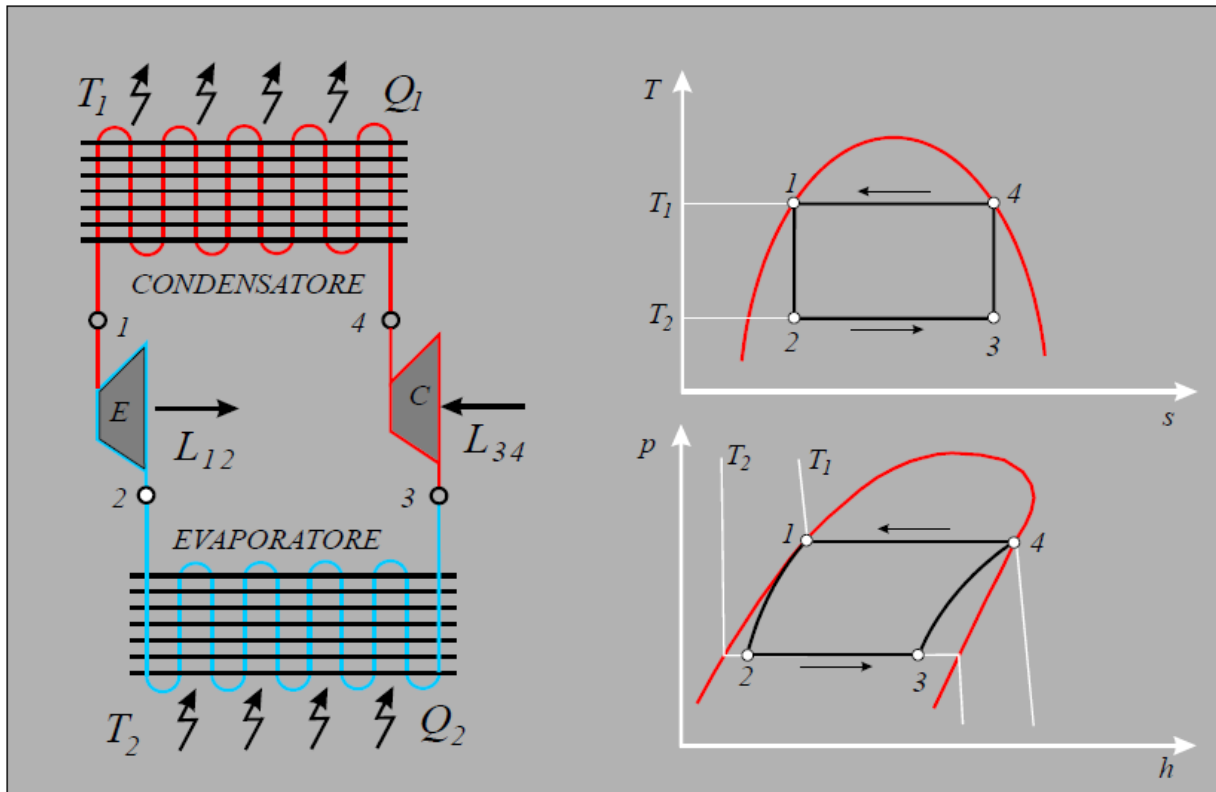 T1 Q1
CONDENSATORE
1 4
E C
L12 L34
2 3
EVAPORATORE
T2 Q2
T
1 4
T1
T2
2 3
s
p
T2 T1
1 4
2 3
h